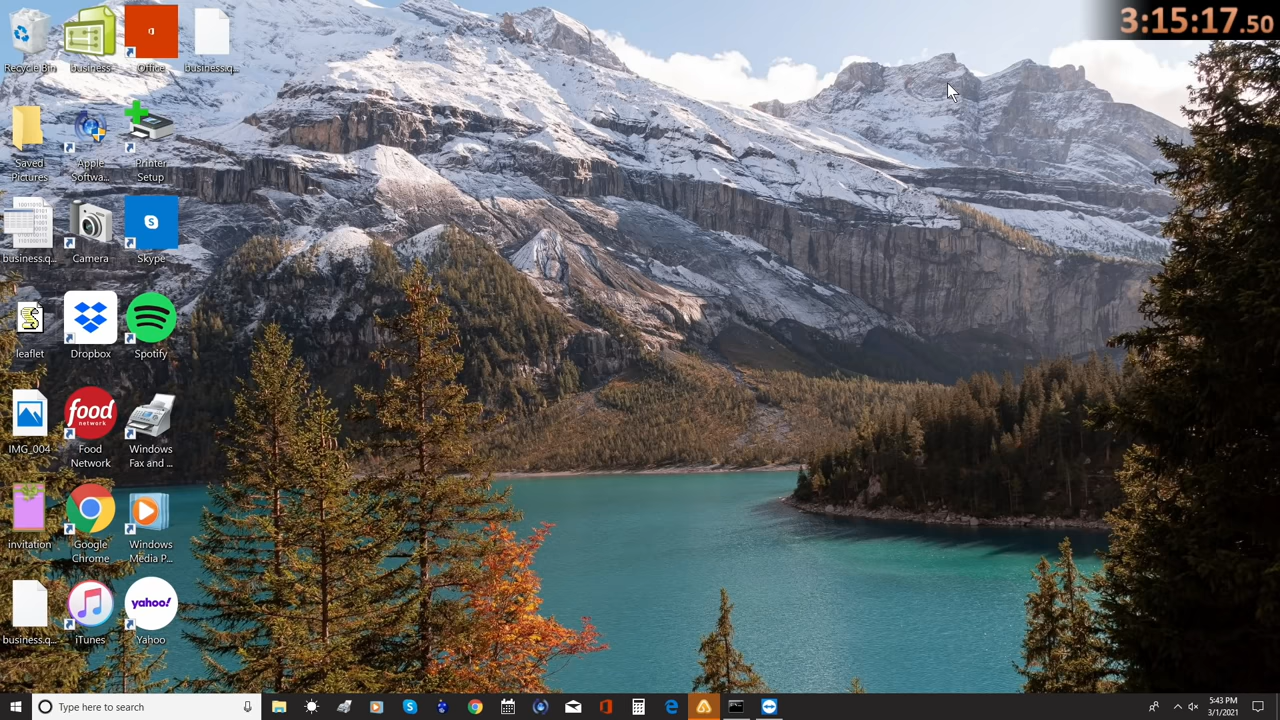 3:15:17.50
Recycle Bin
business
Office
business.q...
Saved
Pictures
Apple
Softwa...
Printer
Setup
business.q...
Camera
Skype
leaflet
Dropbox
Spotify
IMG_004
food
network
Food
Network
Windows
Fax and ...
invitation
Google
Chrome
Windows
Media P...
business.q...
iTunes
yahoo!
Yahoo
Type here to search
5:43 PM
3/1/2021